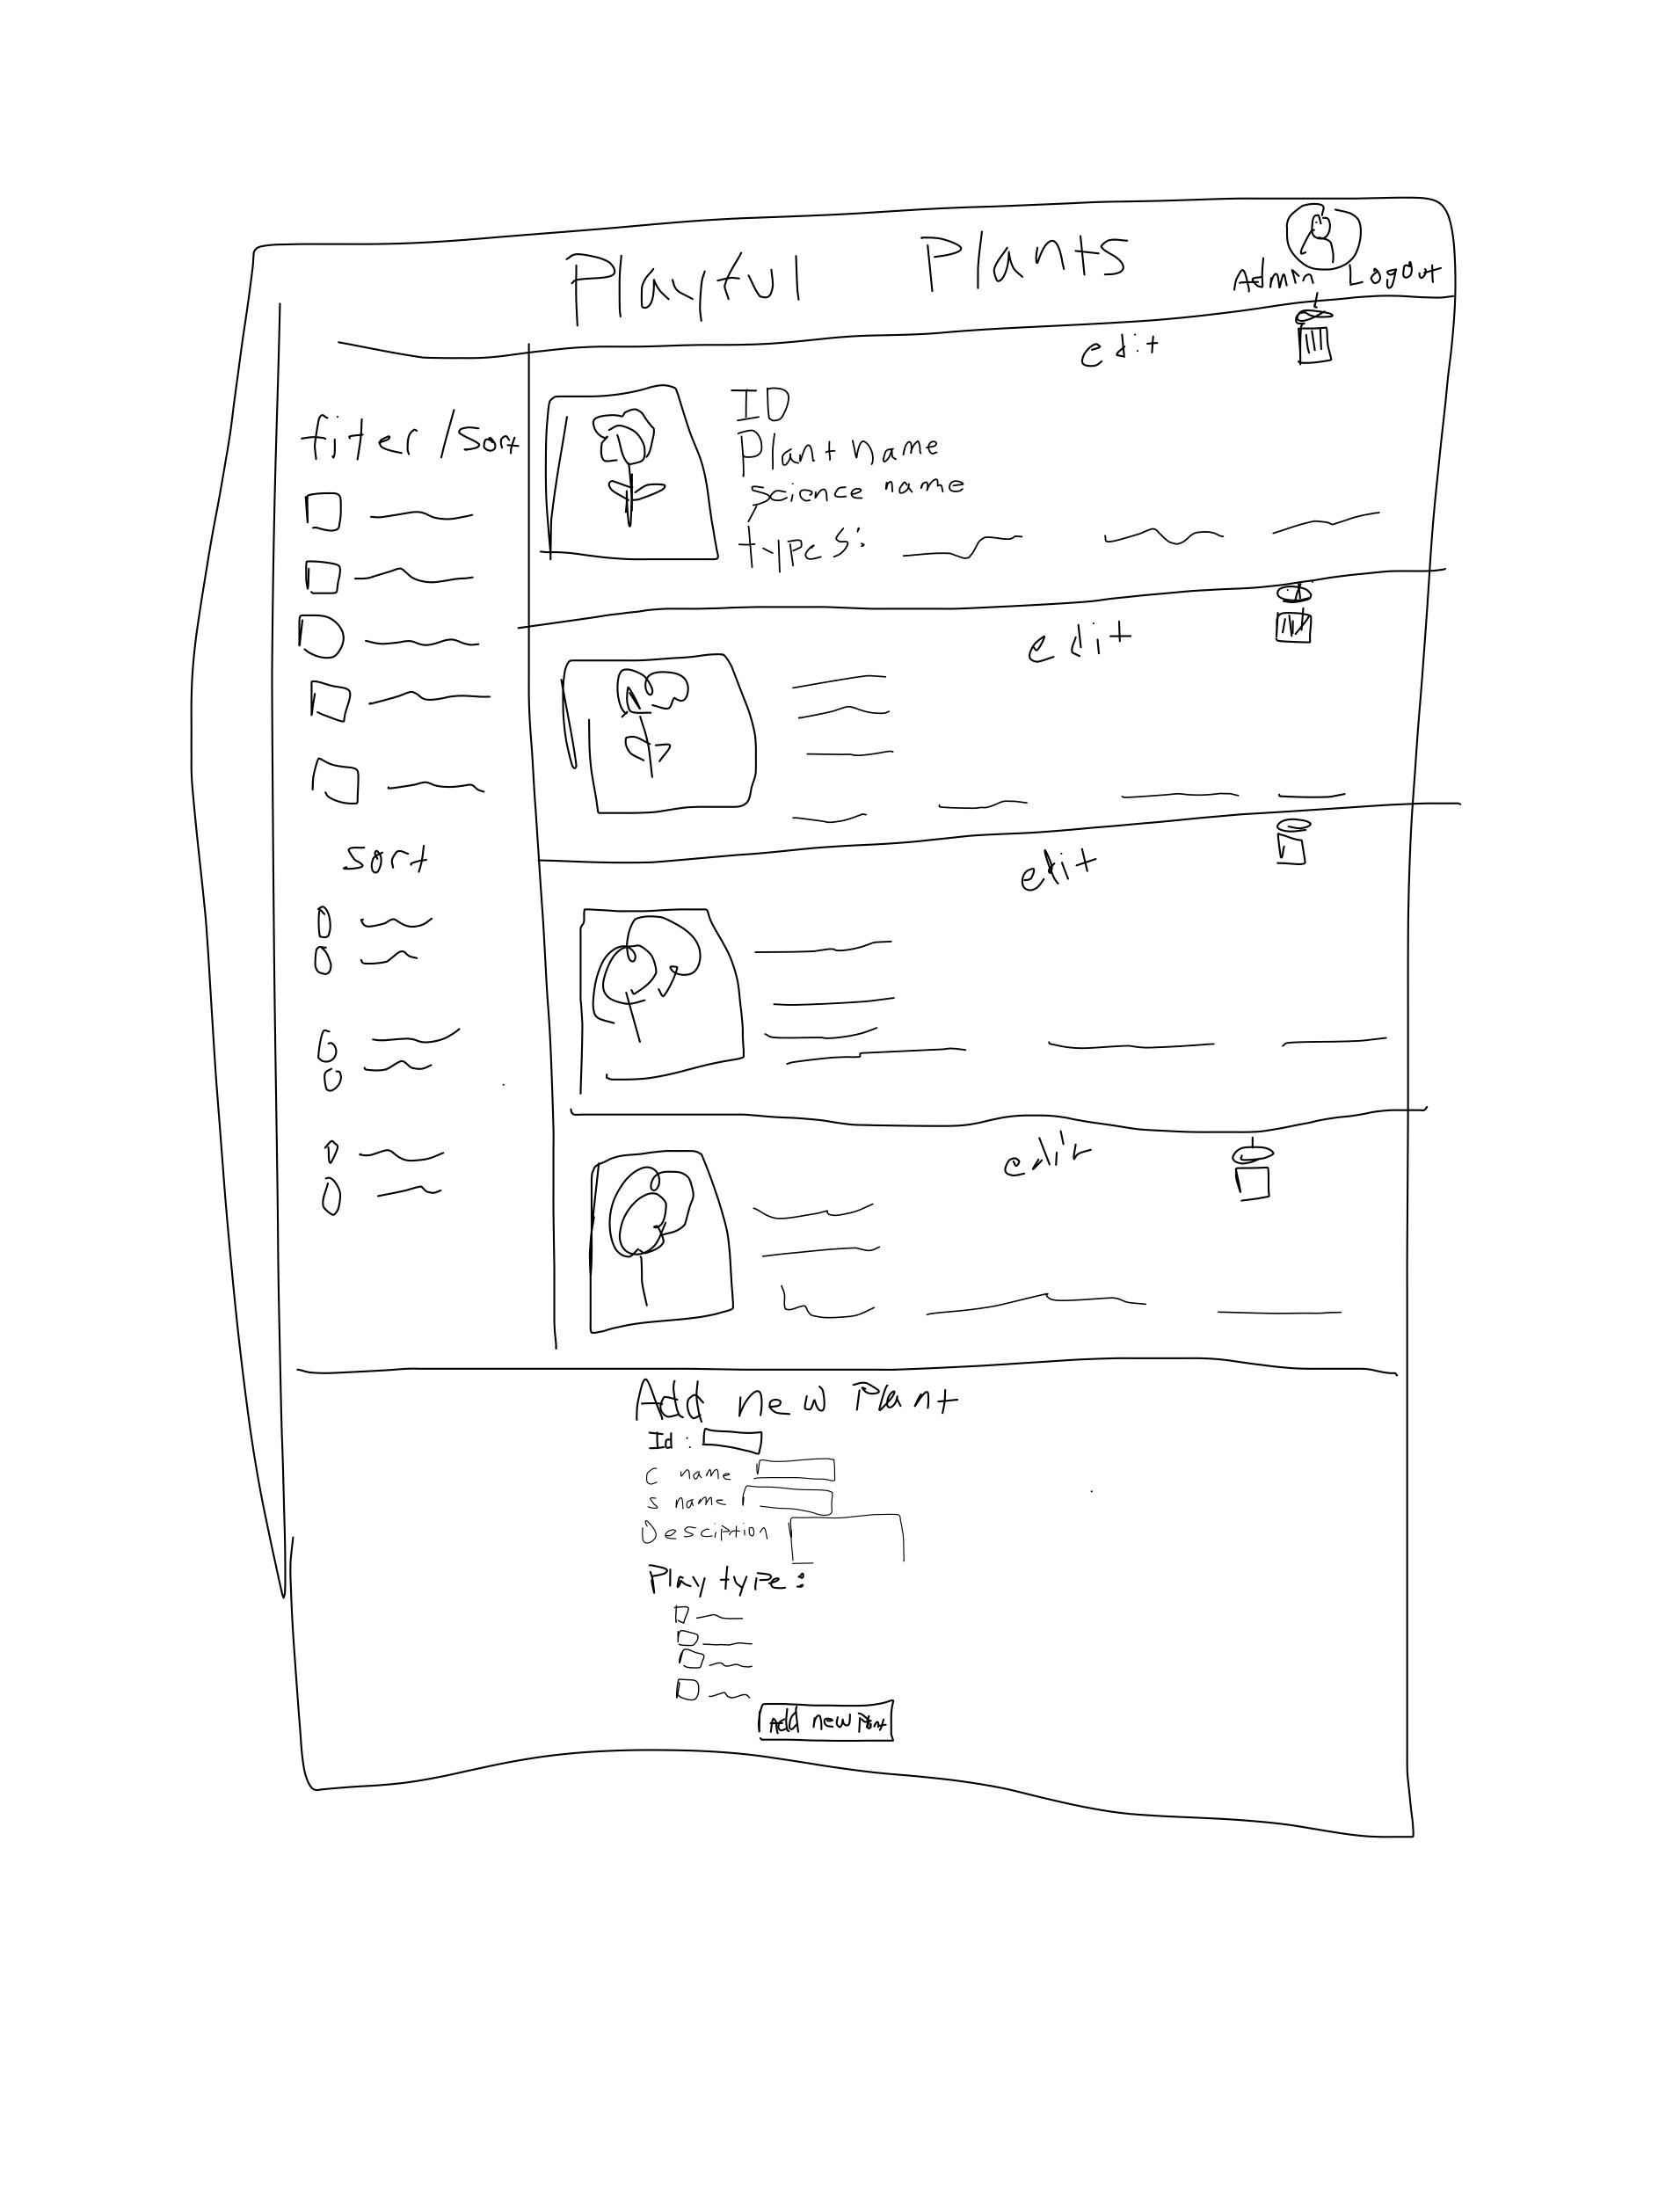 Playful Plants
Admin Logout
edit
filter/Sort
ID
Plant name
Science name
types:
edit
sort
edit
edit
Add new Plant
Id:
C name
S name
Desciption
Play type:
Add new Plant